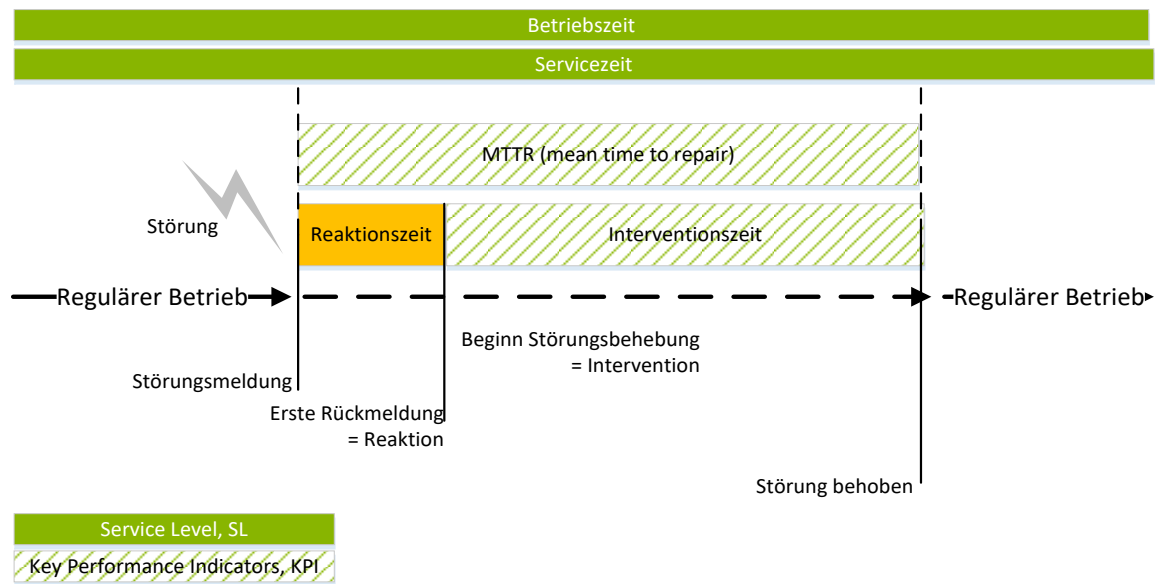 Betriebszeit
Servicezeit
MTTR (mean time to repair)
Störung
Reaktionszeit
Interventionszeit
Regulärer Betrieb
Regulärer Betrieb
Beginn Störungsbehebung
= Intervention
Störungsmeldung
Erste Rückmeldung
= Reaktion
Störung behoben
Service Level, SL
Key Performance Indicators, KPI